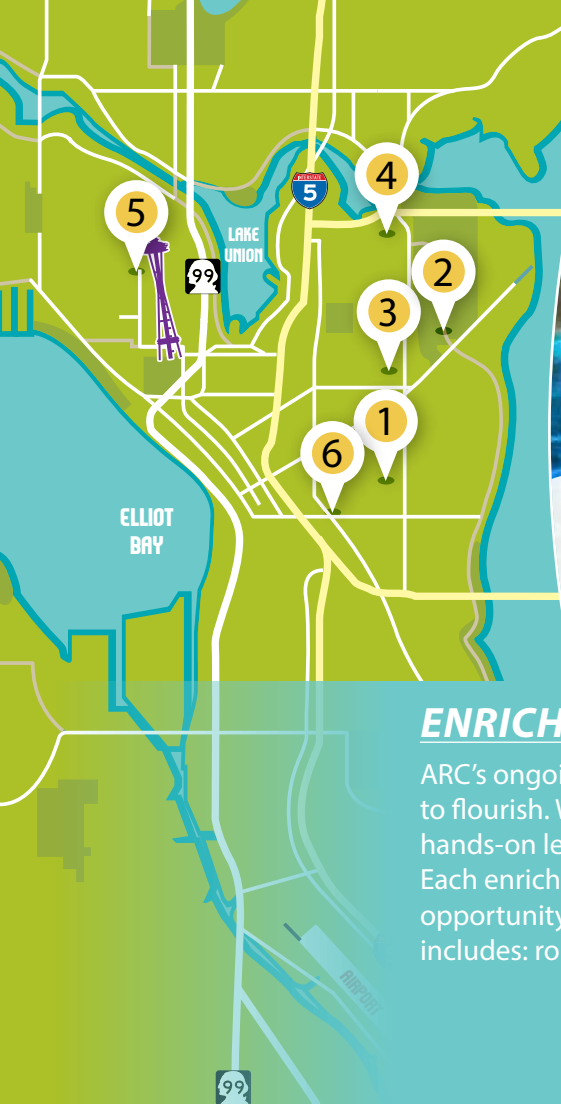 INTERSTATE
5
4
5
LAKE
UNION
99
2
3
1
6
ELLIOT
BAY
ENRICH
ARC’s ongoi
to flourish. W
hands-on le
Each enrich
opportunity
includes: ro
AIRPORT
99